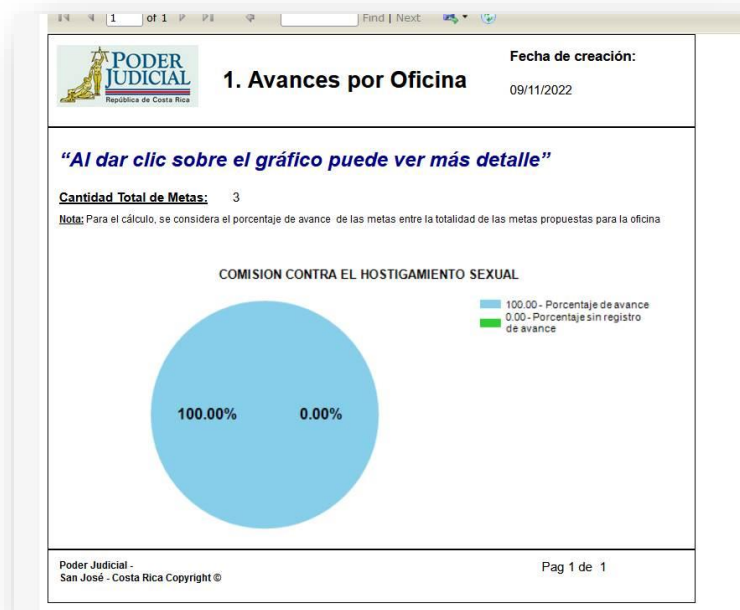 1 of 1 Find | Next
PODER
JUDICIAL
República de Costa Rica
1. Avances por Oficina
Fecha de creación:
09/11/2022
“Al dar clic sobre el gráfico puede ver más detalle”
Cantidad Total de Metas: 3
Nota: Para el cálculo, se considera el porcentaje de avance de las metas entre la totalidad de las metas propuestas para la oficina
COMISION CONTRA EL HOSTIGAMIENTO SEXUAL
100.00 - Porcentaje de avance
0.00 - Porcentaje sin registro
de avance
100.00% 0.00%
Poder Judicial -
San José - Costa Rica Copyright ©
Pag 1 de 1